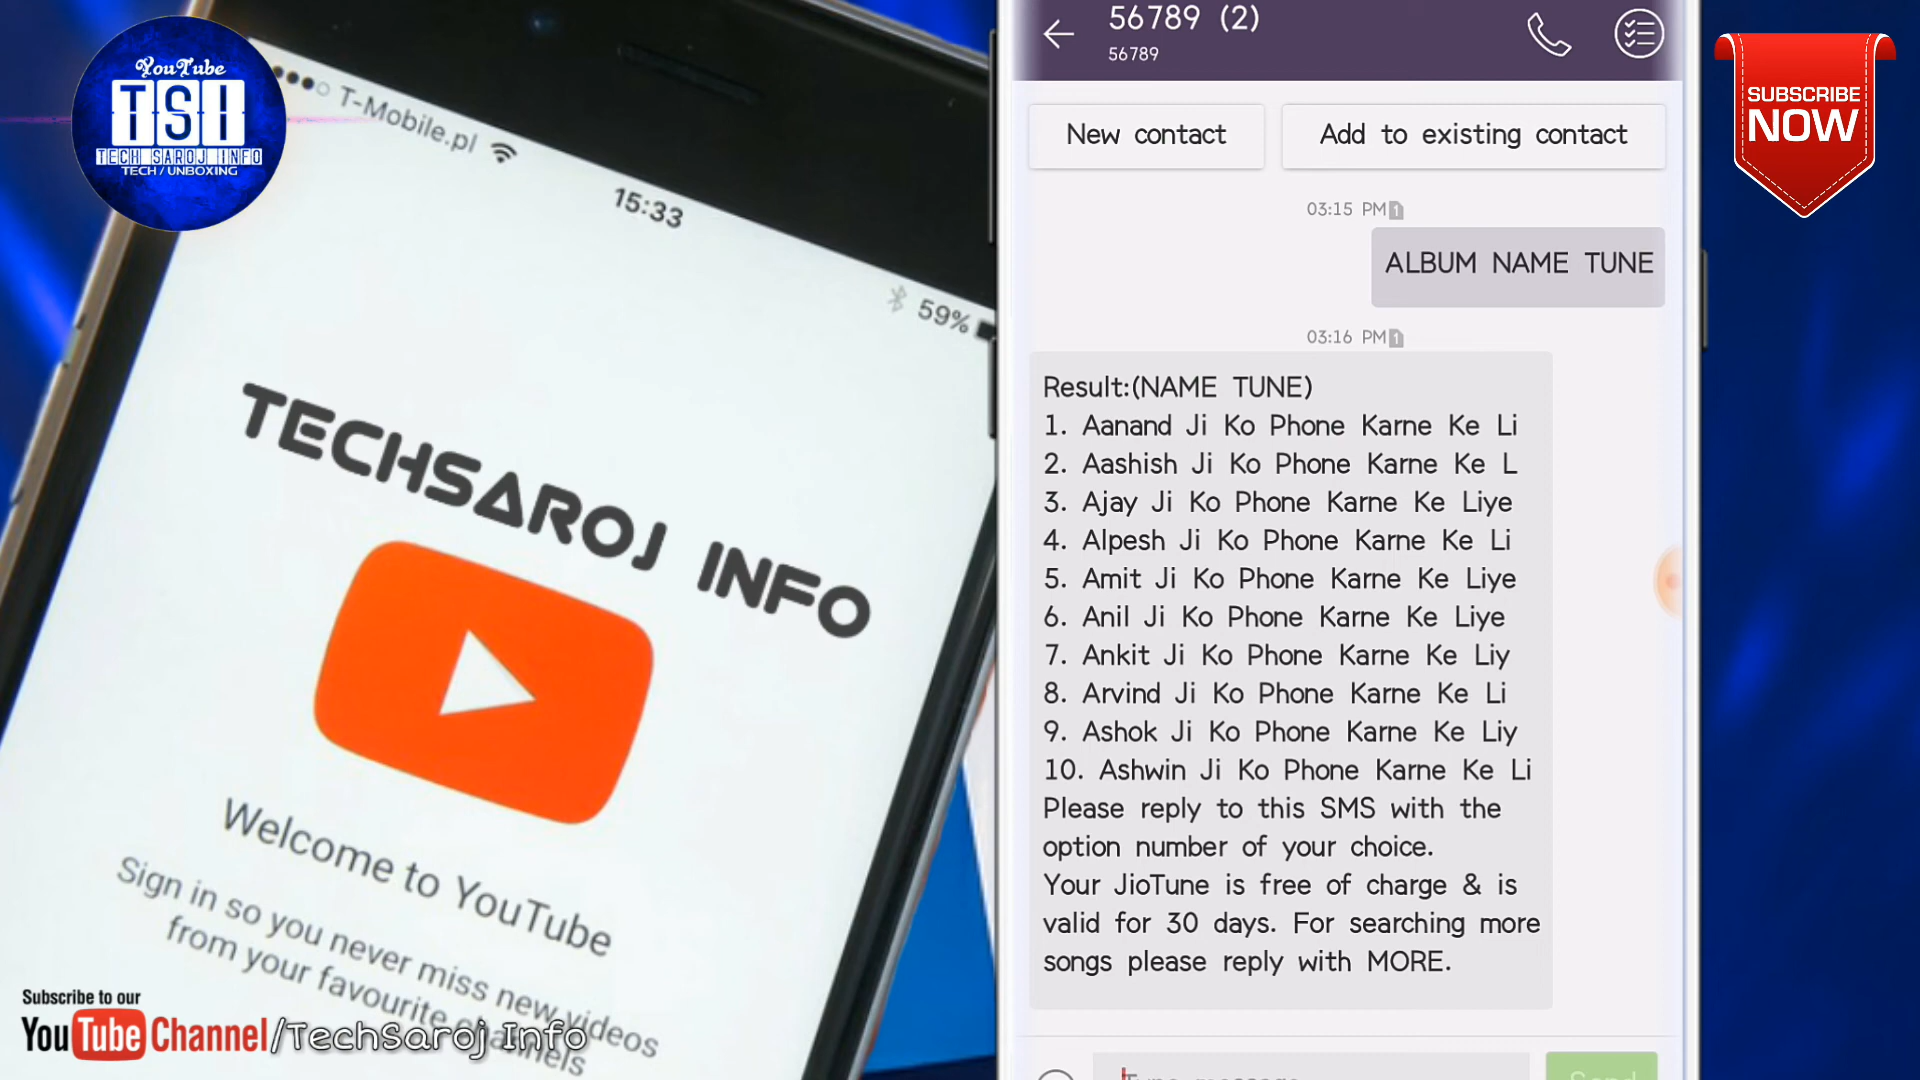 YouTube
TSI
TECH SAROJ INFO
TECH / UNBOXING
T-Mobile.pl
15:33
59%
TECHSAROJ INFO
Welcome to YouTube
Sign in so you never miss new videos
from your favourite channels
Subscribe to our
YouTube Channel/TechSaroj Info
56789 (2)
56789
New contact
Add to existing contact
03:15 PM 1
ALBUM NAME TUNE
03:16 PM 1
Result:(NAME TUNE)
1. Aanand Ji Ko Phone Karne Ke Li
2. Aashish Ji Ko Phone Karne Ke L
3. Ajay Ji Ko Phone Karne Ke Liye
4. Alpesh Ji Ko Phone Karne Ke Li
5. Amit Ji Ko Phone Karne Ke Liye
6. Anil Ji Ko Phone Karne Ke Liye
7. Ankit Ji Ko Phone Karne Ke Liy
8. Arvind Ji Ko Phone Karne Ke Li
9. Ashok Ji Ko Phone Karne Ke Liy
10. Ashwin Ji Ko Phone Karne Ke Li
Please reply to this SMS with the
option number of your choice.
Your JioTune is free of charge & is
valid for 30 days. For searching more
songs please reply with MORE.
SUBSCRIBE
NOW